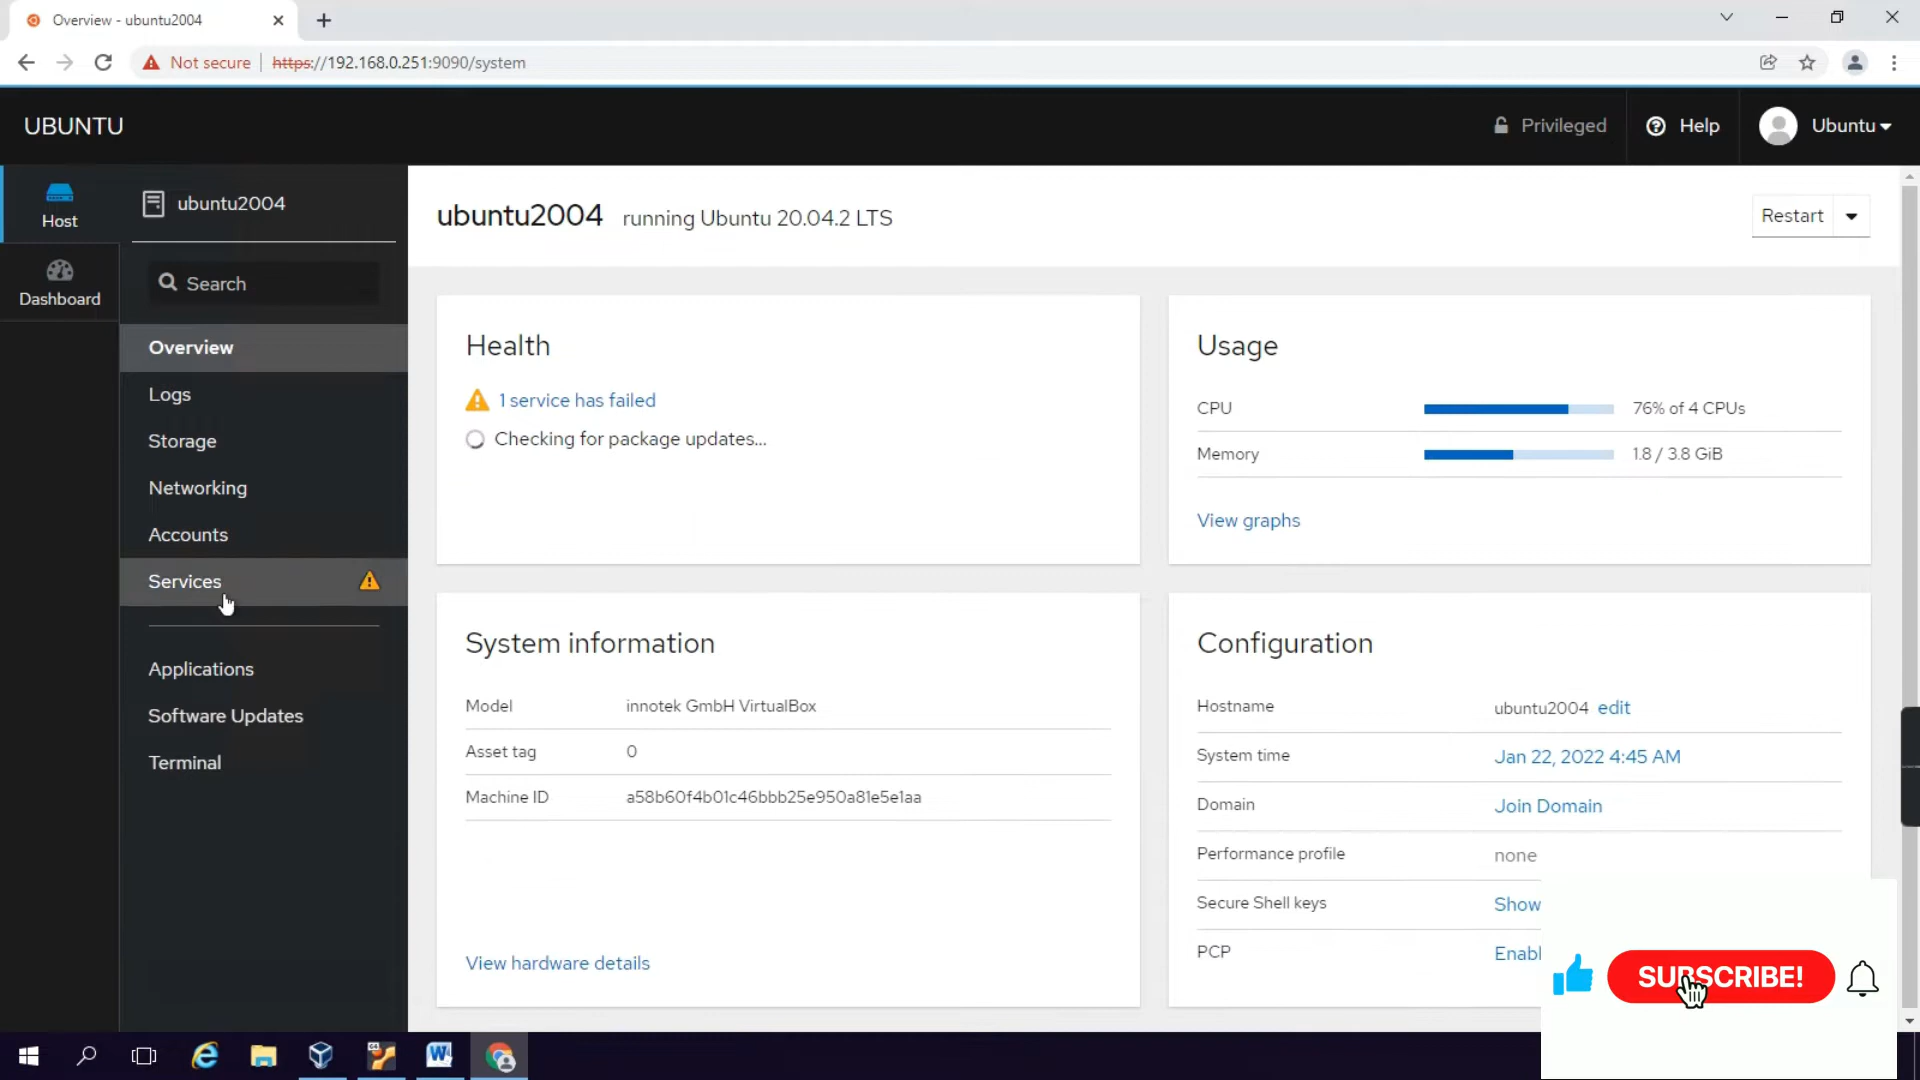 Overview - ubuntu2004
Not secure
https://192.168.0.251:9090/system
UBUNTU
Privileged
Help
Ubuntu
Host
Dashboard
ubuntu2004
Search
Overview
Logs
Storage
Networking
Accounts
Services
Applications
Software Updates
Terminal
ubuntu2004 running Ubuntu 20.04.2 LTS
Restart
Health
1 service has failed
Checking for package updates...
Usage
CPU 76% of 4 CPUs
Memory 1.8 / 3.8 GiB
View graphs
System information
Model innotek GmbH VirtualBox
Asset tag 0
Machine ID a58b60f4b01c46bbb25e950a81e5e1aa
View hardware details
Configuration
Hostname ubuntu2004 edit
System time Jan 22, 2022 4:45 AM
Domain Join Domain
Performance profile none
Secure Shell keys Show
PCP Enabl
SUBSCRIBE!